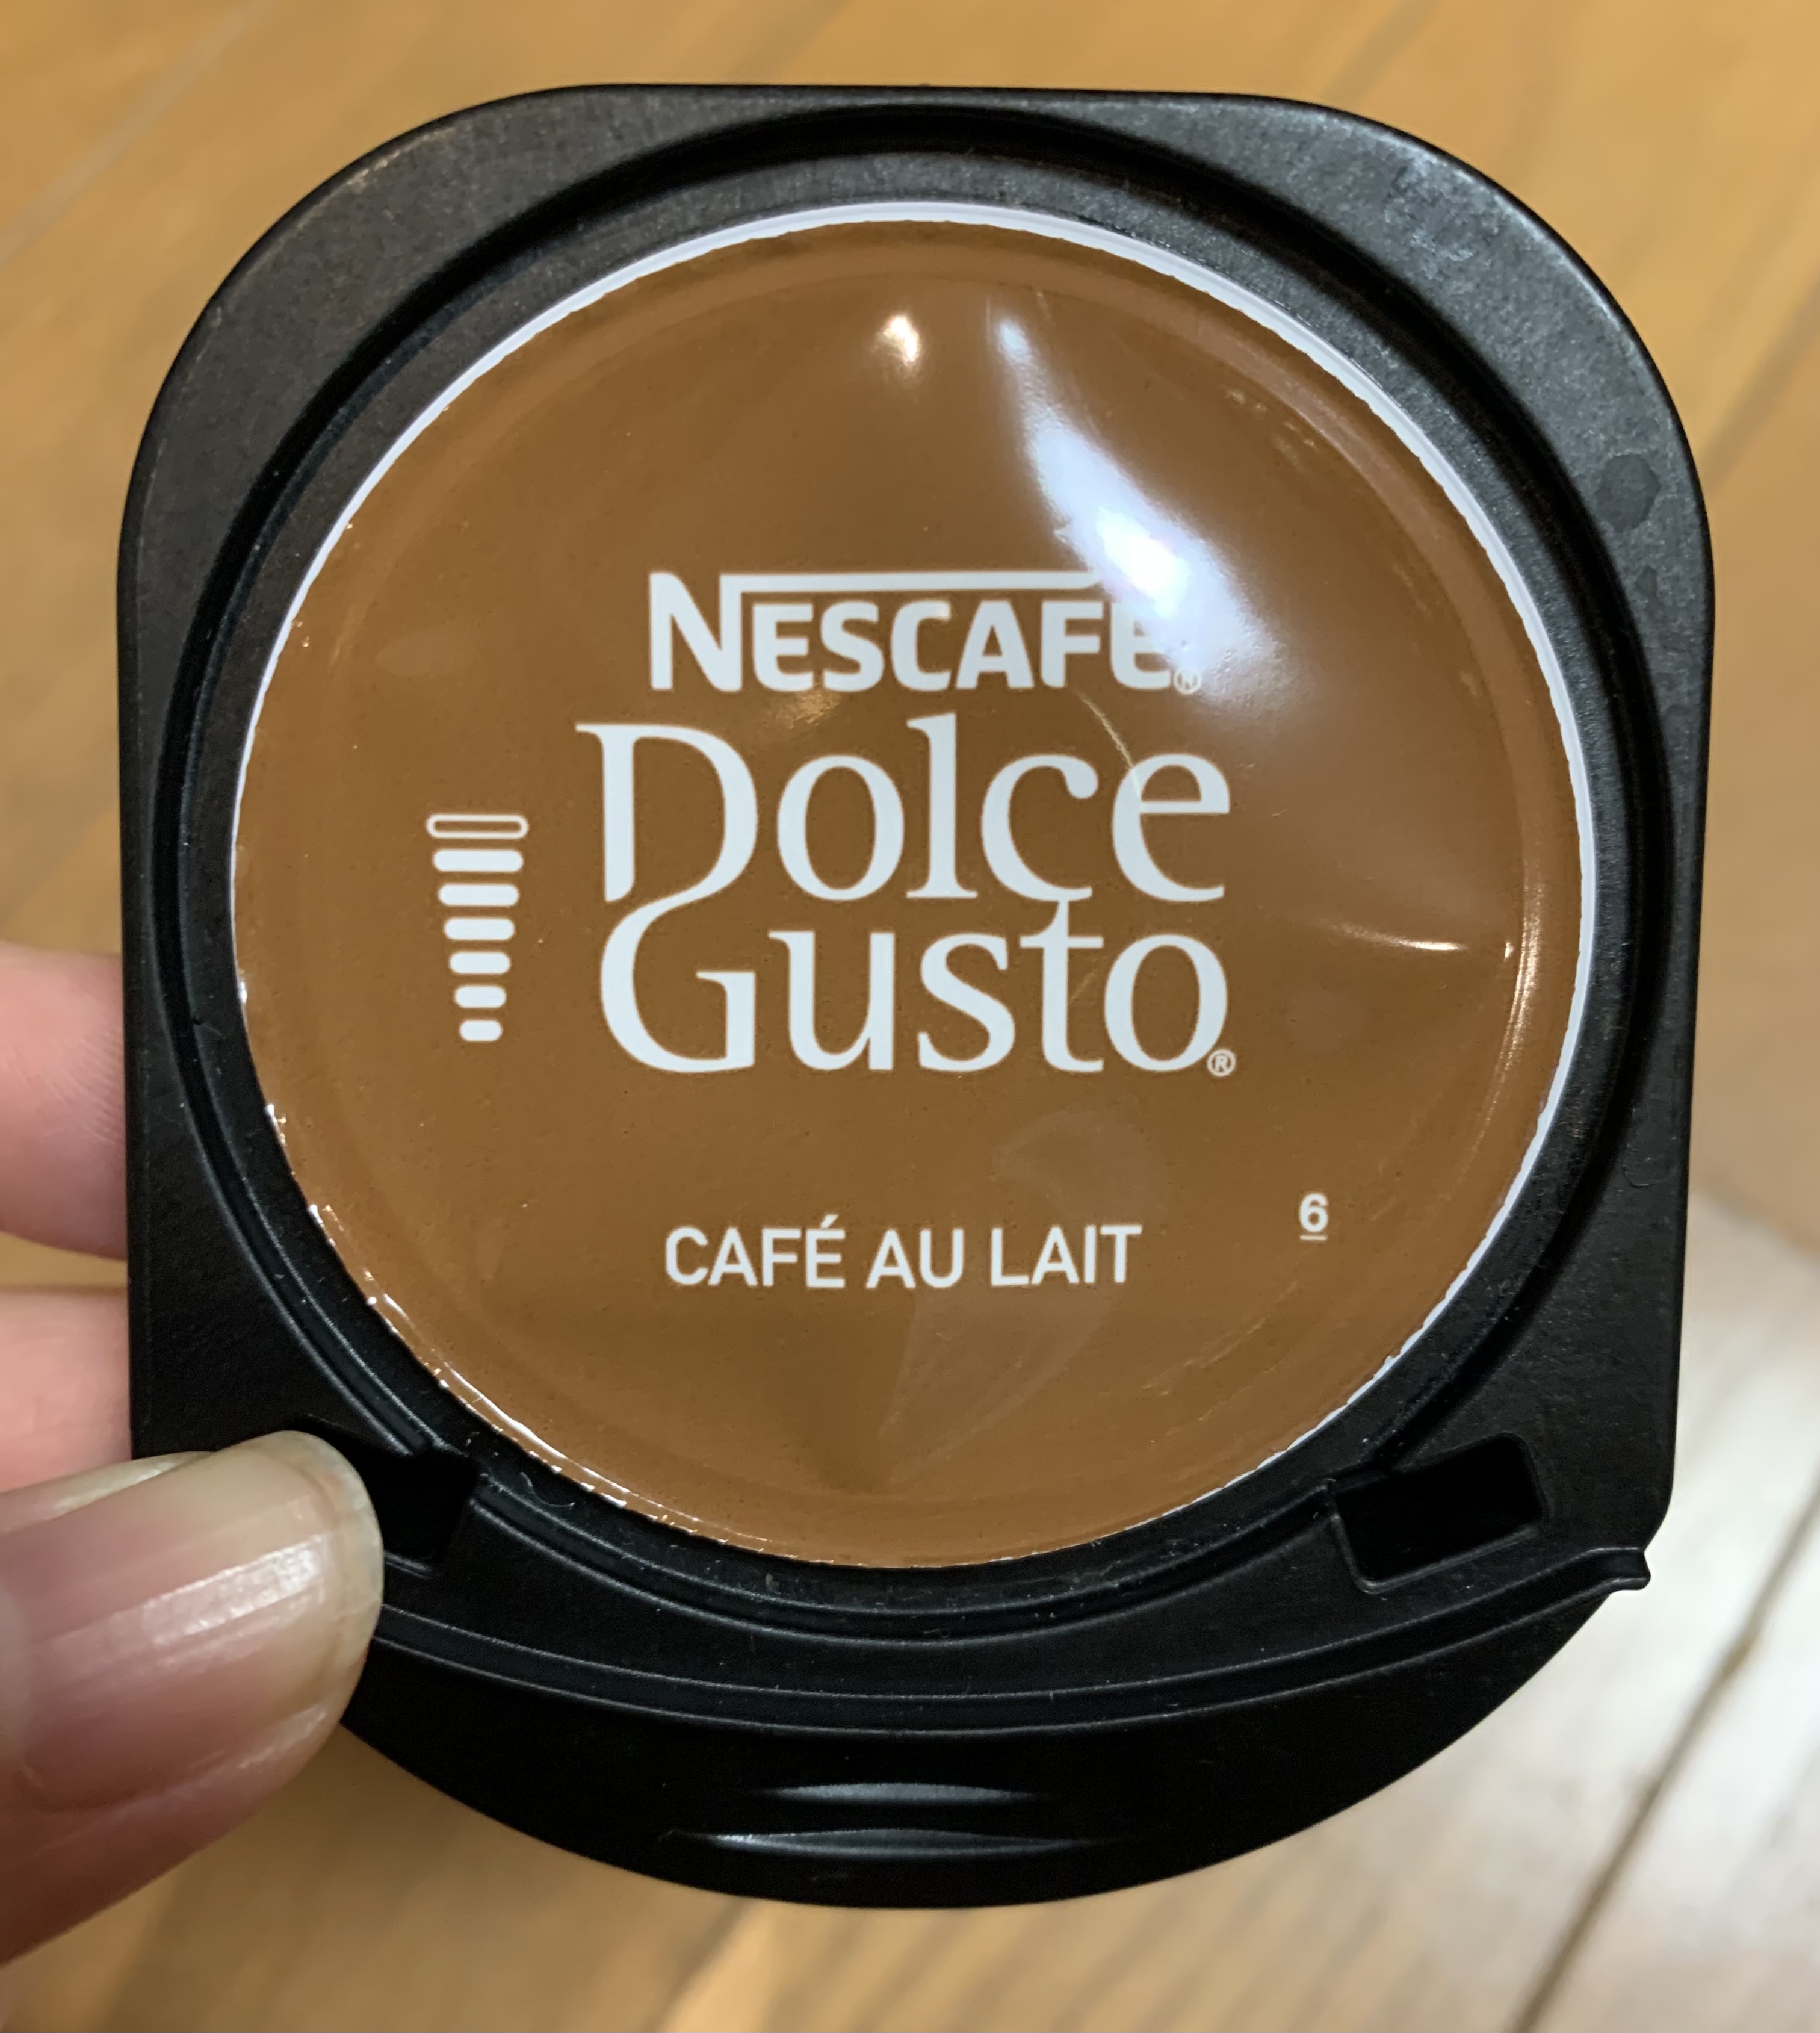 NESCAFÉ®
Dolce
Gusto®
CAFÉ AU LAIT
6